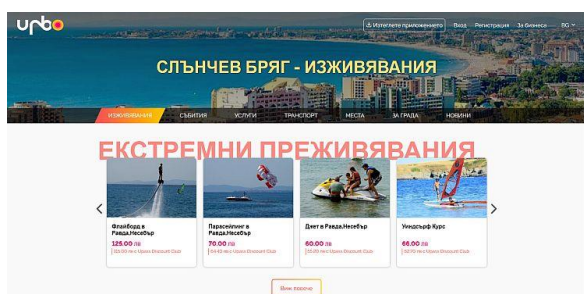 urbo
Изтеглете приложението Вход Регистрация За бизнеса BG
СЛЪНЧЕВ БРЯГ - ИЗЖИВЯВАНИЯ
ИЗЖИВЯВАНИЯ СЪБИТИЯ УСЛУГИ ТРАНСПОРТ МЕСТА ЗА ГРАДА НОВИНИ
ЕКСТРЕМНИ ПРЕЖИВЯВАНИЯ
Флайборд в
Равда,Несебър
125.00 лв
Парасейлинг в
Равда,Несебър
70.00 лв
Джет в Равда,Несебър
60.00 лв
Уиндсърф Курс
66.00 лв
Виж повече